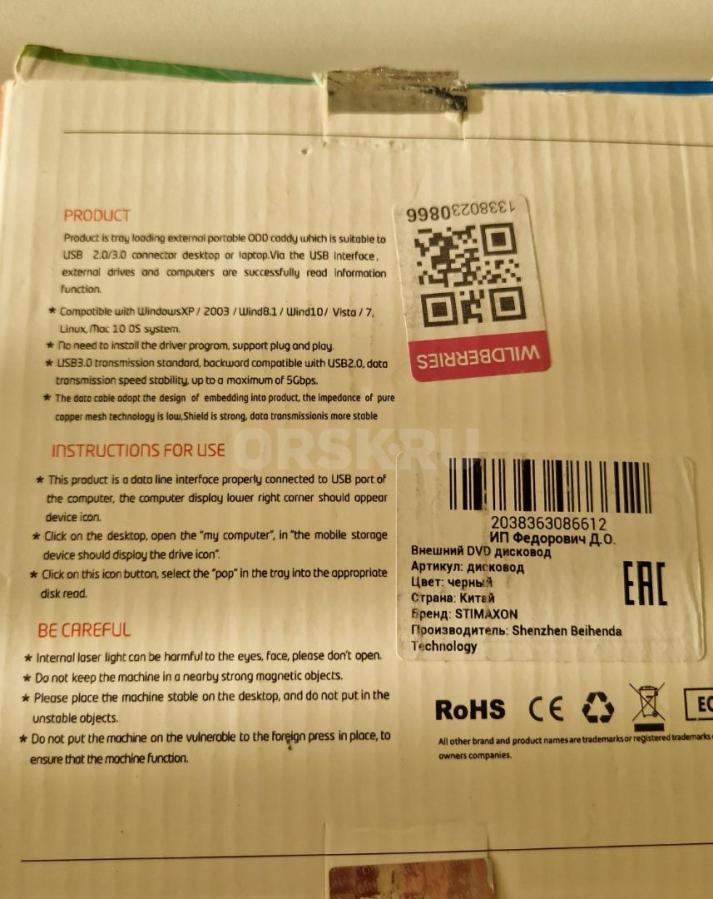 PRODUCT
Product is tray loading external portable ODD caddy which is suitable to
USB 2.0/3.0 connector desktop or laptop.Via the USB Interface,
external drives and computers are successfully read information
function.
* Compatible with WindowsXP / 2003 / Wind8.1 / Wind10/ Vista / 7,
Linux, Mac 10 OS system.
* No need to install the driver program, support plug and play.
* USB3.0 transmission standard, backward compatible with USB2.0, data
transmission speed stability, up to a maximum of 5Gbps.
* The data cable adopt the design of embedding into product, the impedance of pure
copper mesh technology is low,Shield is strong, data transmissionis more stable
INSTRUCTIONS FOR USE
* This product is a data line interface properly connected to USB port of
the computer, the computer display lower right corner should appear
device icon.
* Click on the desktop, open the "my computer", in "the mobile storage
device should display the drive icon".
* Click on this icon button, select the "pop" in the tray into the appropriate
disk read.
BE CAREFUL
* Internal laser light can be harmful to the eyes, face, please don't open.
* Do not keep the machine in a nearby strong magnetic objects.
* Please place the machine stable on the desktop, and do not put in the
unstable objects.
* Do not put the machine on the vulnerable to the foreign press in place, to
ensure that the machine function.
13380230866
WILDBERRIES
ORSK.RU
2038363086612
ИП Федорович Д.О.
Внешний DVD дисковод
Артикул: дисковод
Цвет: черный
Страна: Китай
Бренд: STIMAXON
Производитель: Shenzhen Beihenda
Technology
EAC
RoHS CE EC
All other brand and product names are trademarks or registered trademarks
owners companies.